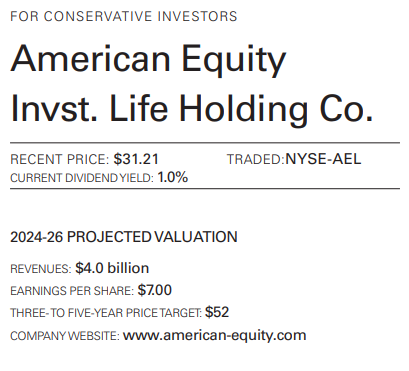 FOR CONSERVATIVE INVESTORS
American Equity
Invst. Life Holding Co.
RECENT PRICE: $31.21 TRADED:NYSE-AEL
CURRENT DIVIDEND YIELD: 1.0%
2024-26 PROJECTED VALUATION
REVENUES: $4.0 billion
EARNINGS PER SHARE: $7.00
THREE- TO FIVE-YEAR PRICE TARGET: $52
COMPANY WEBSITE: www.american-equity.com